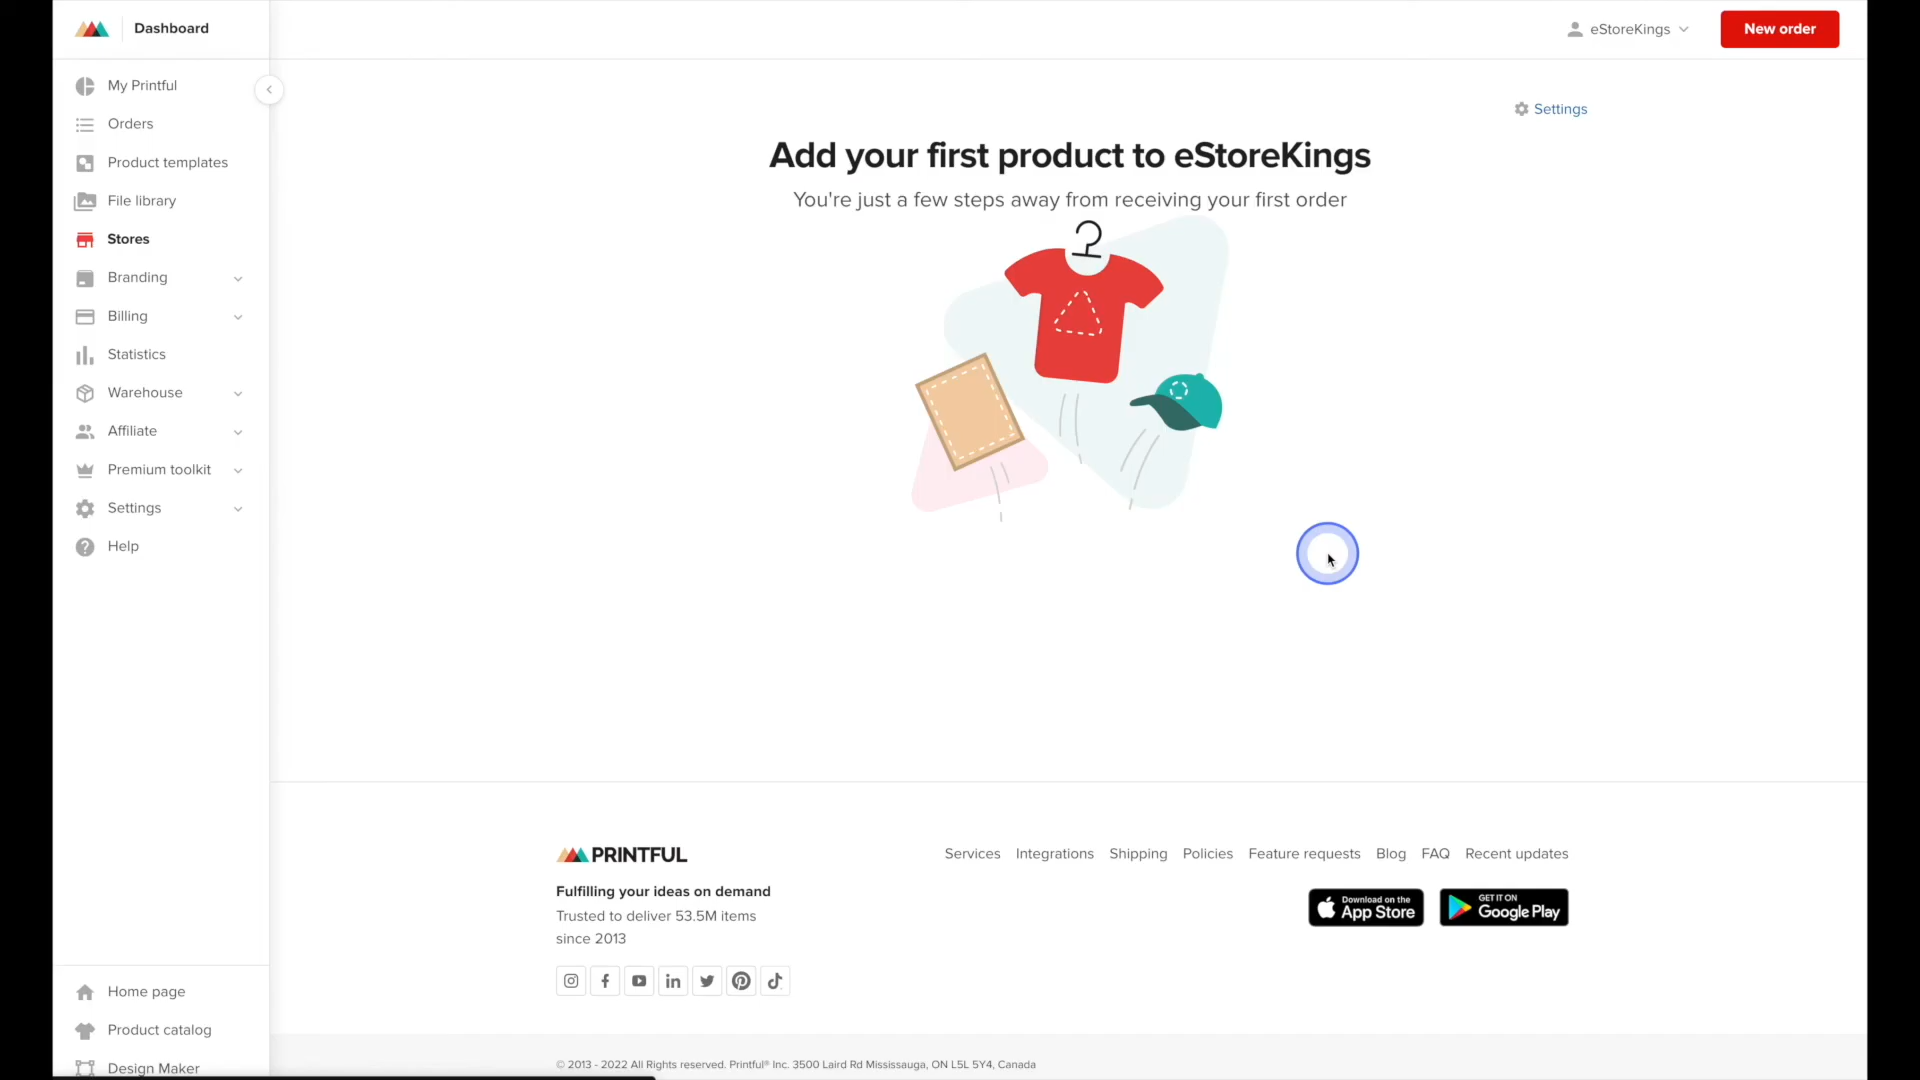 Dashboard
eStoreKings
New order
My Printful
Orders
Product templates
File library
Stores
Branding
Billing
Statistics
Warehouse
Affiliate
Premium toolkit
Settings
Help
Settings
Add your first product to eStoreKings
You're just a few steps away from receiving your first order
PRINTFUL
Fulfilling your ideas on demand
Trusted to deliver 53.5M items
since 2013
Services Integrations Shipping Policies Feature requests Blog FAQ Recent updates
Download on the
App Store
GET IT ON
Google Play
Home page
Product catalog
Design Maker
© 2013 - 2022 All Rights reserved. Printful® Inc. 3500 Laird Rd Mississauga, ON L5L 5Y4, Canada